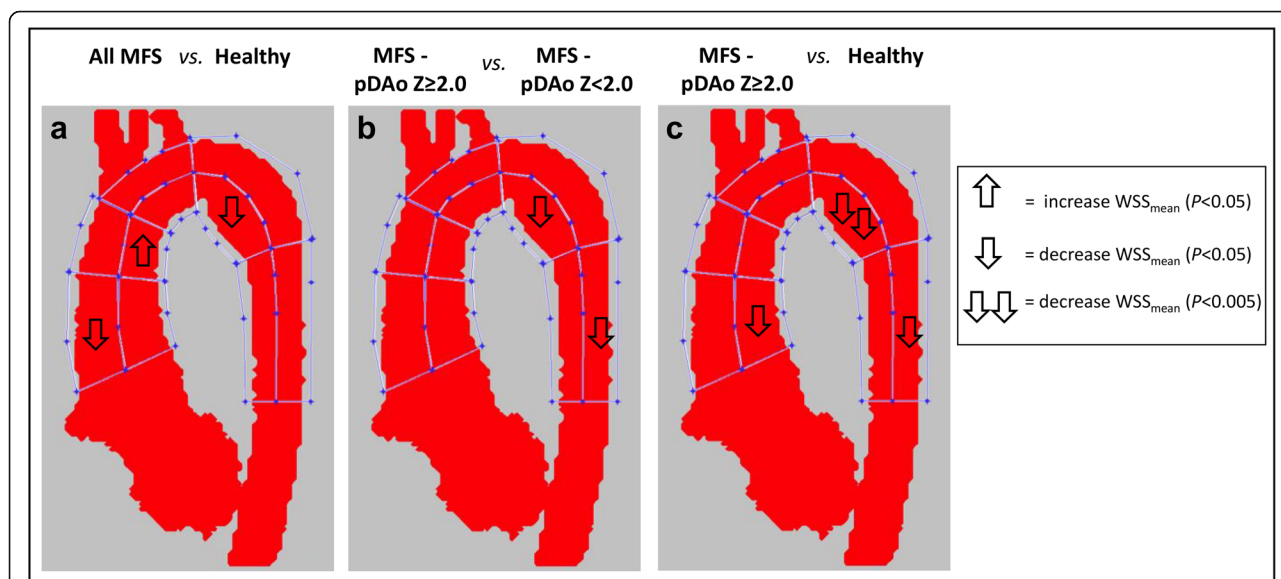 All MFS vs. Healthy
MFS - pDAo Z≥2.0 vs. MFS - pDAo Z<2.0
MFS - pDAo Z≥2.0 vs. Healthy
a
b
c
= increase WSSmean (P<0.05)
= decrease WSSmean (P<0.05)
= decrease WSSmean (P<0.005)